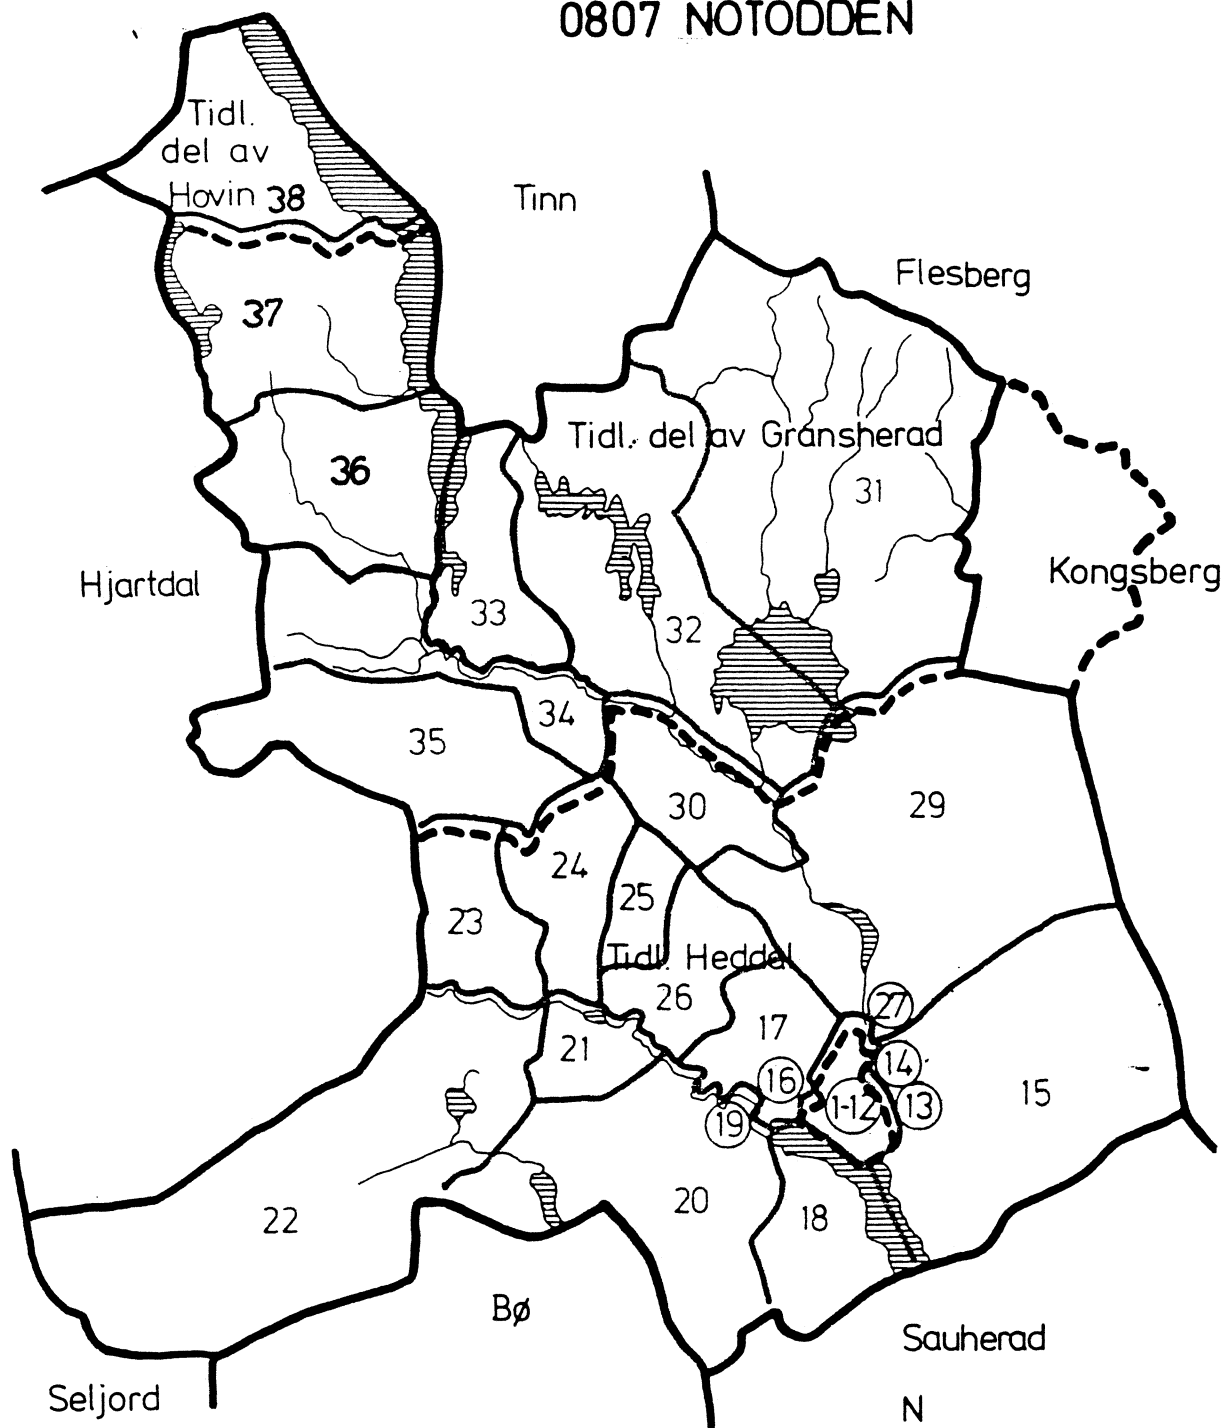 0807 NOTODDEN
Tidl.
del av
Hovin 38
Tinn
Flesberg
37
Tidl. del av Gransherad
36
31
Hjartdal
Kongsberg
33
32
34
35
30
29
24
25
23
Tidl. Heddal
26
27
17
21
14
16
15
1-12
13
19
20
18
22
Bø
Sauherad
Seljord
N